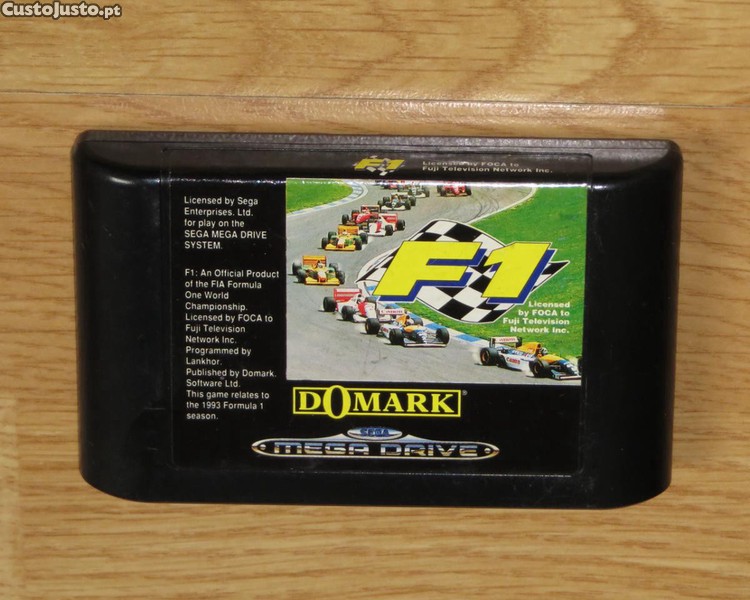 CustoJusto.pt
F1
Licensed by FOCA to
Fuji Television Network Inc.
Licensed by Sega
Enterprises. Ltd.
for play on the
SEGA MEGA DRIVE
SYSTEM.
F1: An Official Product
of the FIA Formula
One World
Championship.
Licensed by FOCA to
Fuji Television
Network Inc.
Programmed by
Lankhor.
Published by Domark.
Software Ltd.
This game relates to
the 1993 Formula 1
season.
F1
Licensed
by FOCA to
Fuji Television
Network Inc.
DOMARK
SEGA
MEGA DRIVE